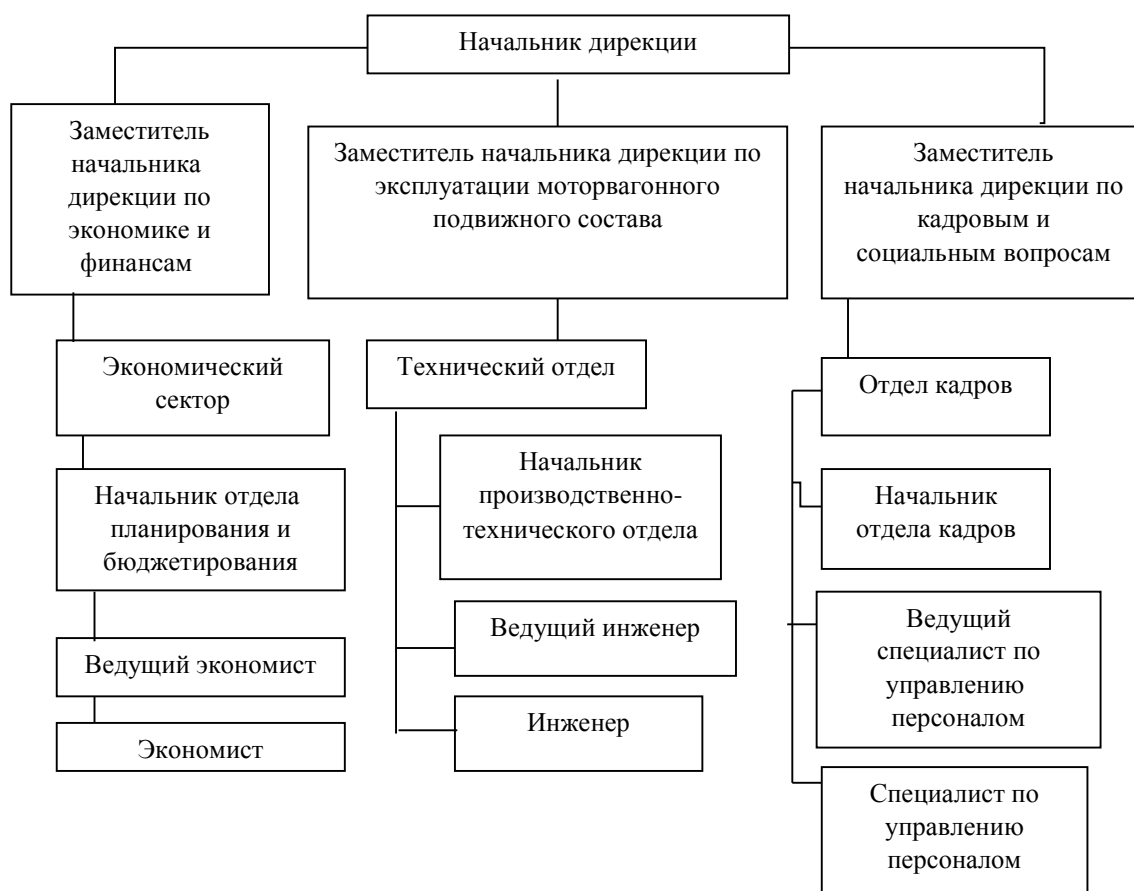 Начальник дирекции
Заместитель
начальника
дирекции по
экономике и
финансам
Заместитель начальника дирекции по
эксплуатации моторвагонного
подвижного состава
Заместитель
начальника дирекции по
кадровым и
социальным вопросам
Экономический
сектор
Начальник отдела
планирования и
бюджетирования
Ведущий экономист
Экономист
Технический отдел
Начальник
производственно-
технического отдела
Ведущий инженер
Инженер
Отдел кадров
Начальник
отдела кадров
Ведущий
специалист по
управлению
персоналом
Специалист по
управлению
персоналом